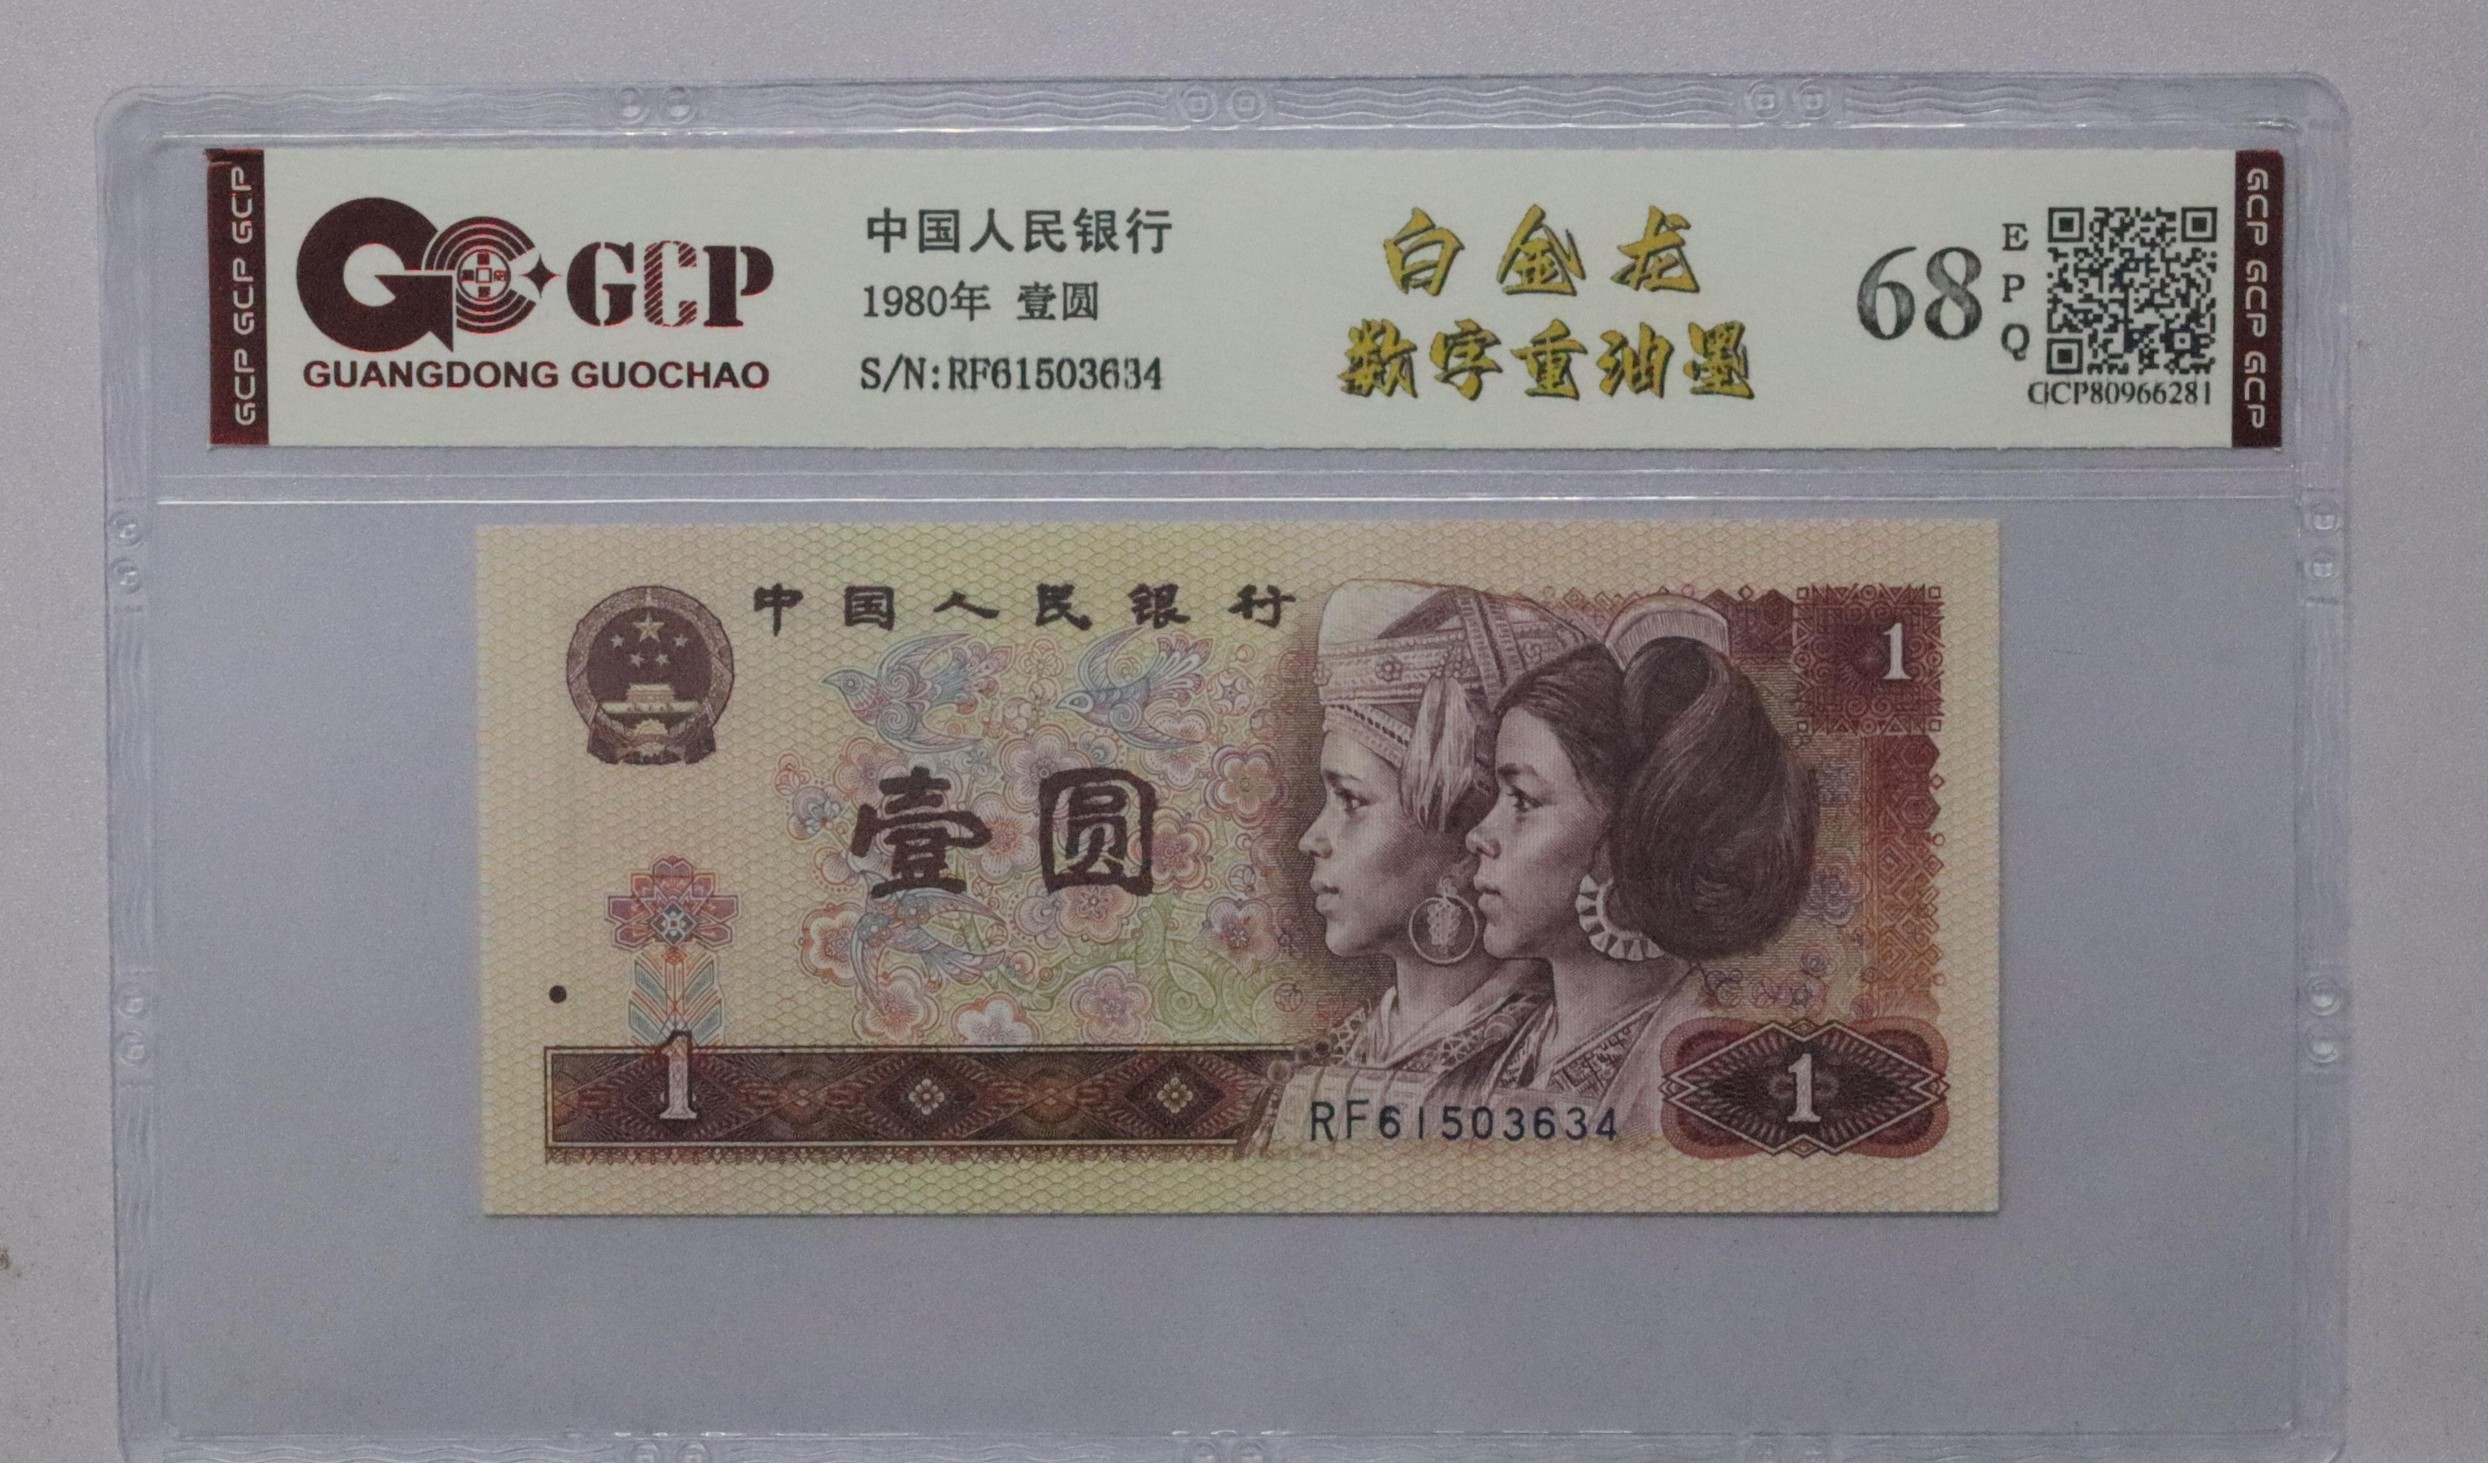 GCP GCP GCP
GCP
GUANGDONG GUOCHAO
中国人民银行
1980年 壹圆
S/N:RF61503634
白金龙
数字重油墨
68
EPQ
GCP80966281
GCP GCP GCP
中国人民银行
1
壹圆
1
1
RF61503634